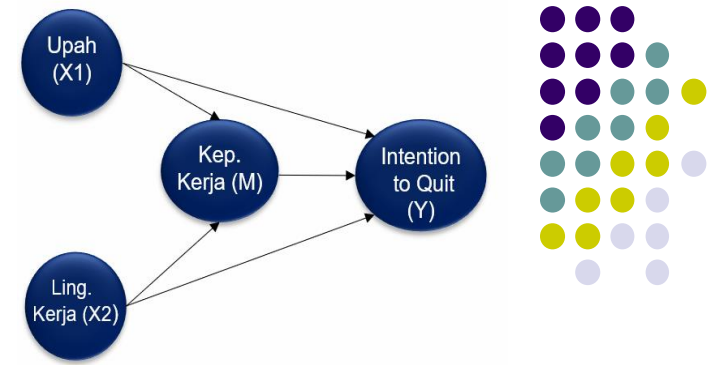 Upah
(X1)
Kep.
Kerja (M)
Intention
to Quit
(Y)
Ling.
Kerja (X2)